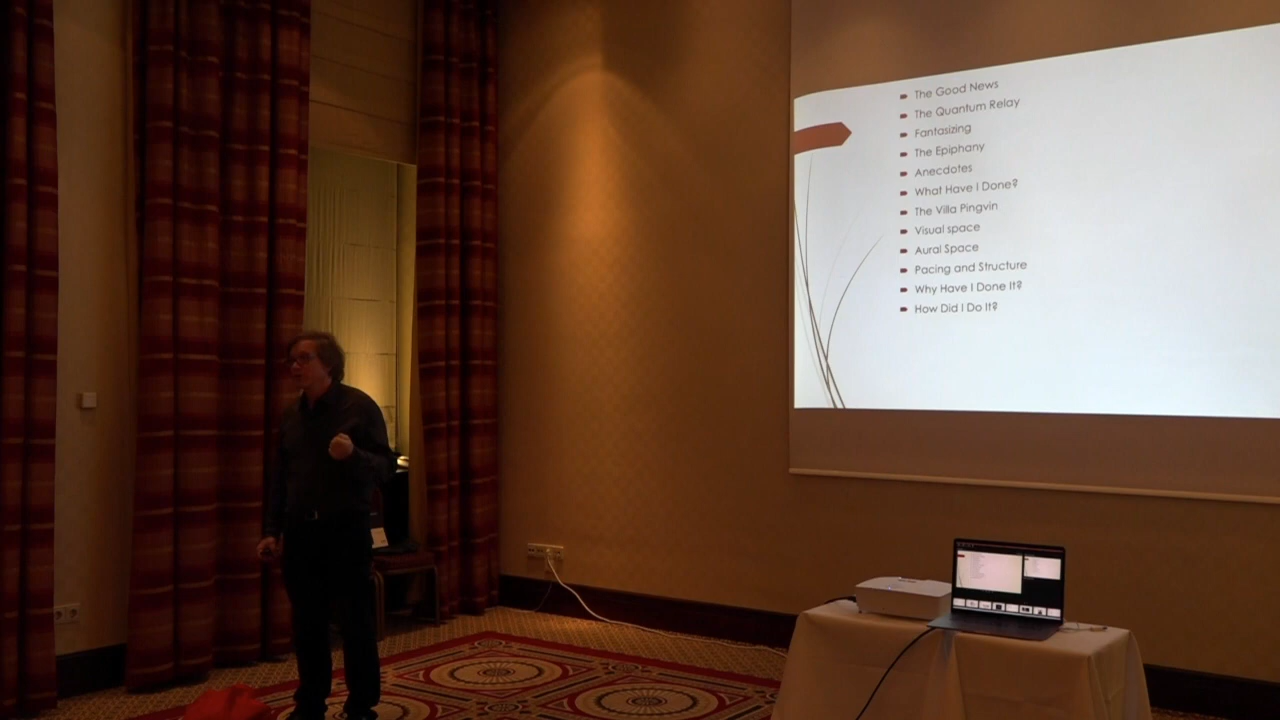 The Good News
The Quantum Relay
Fantasizing
The Epiphany
Anecdotes
What Have I Done?
The Villa Pingvin
Visual space
Aural Space
Pacing and Structure
Why Have I Done It?
How Did I Do It?